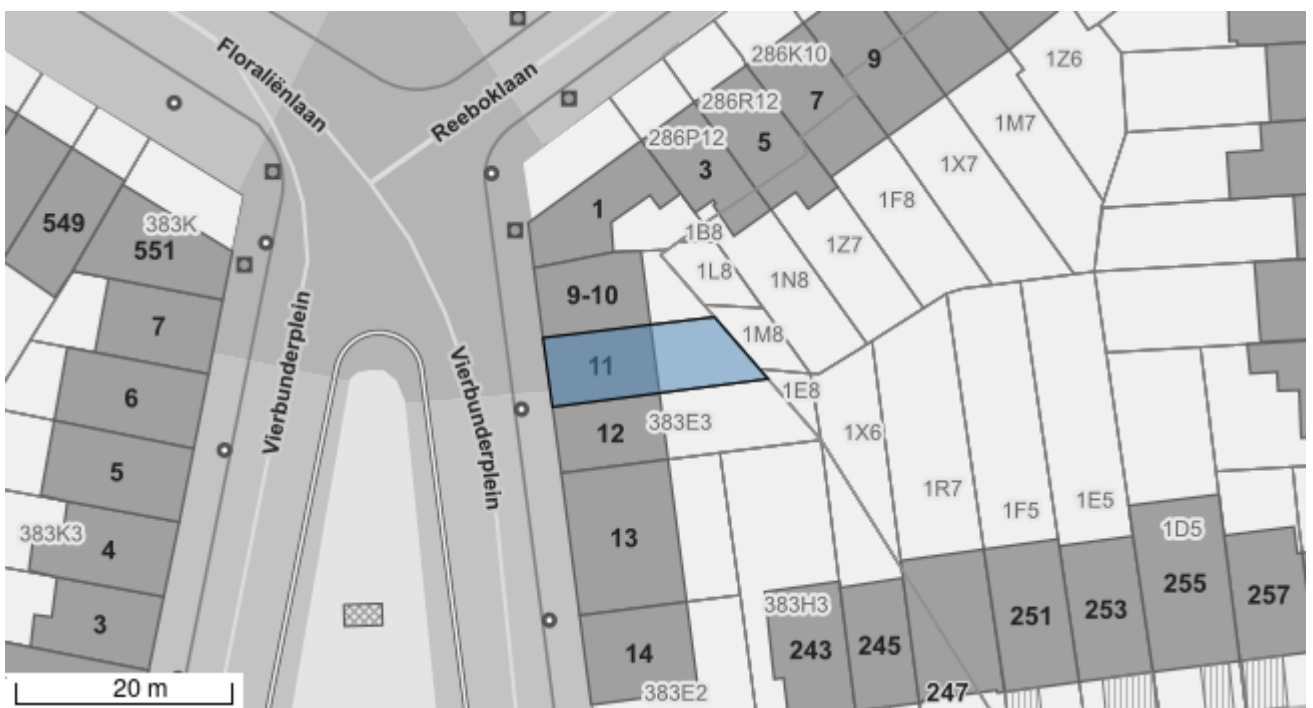 1Z6
286K10
9
Floraliënlaan
Reeboklaan
286R12
7
1M7
286P12
5
1X7
3
1F8
549
383K
1
551
1B8
1Z7
1L8
1N8
9-10
7
Vierbunderplein
1M8
Vierbunderplein
11
6
1E8
383E3
12
1X6
5
1R7
1F5
1E5
1D5
383K3
4
13
255
257
383H3
251
253
3
243
245
14
20 m
383E2
247